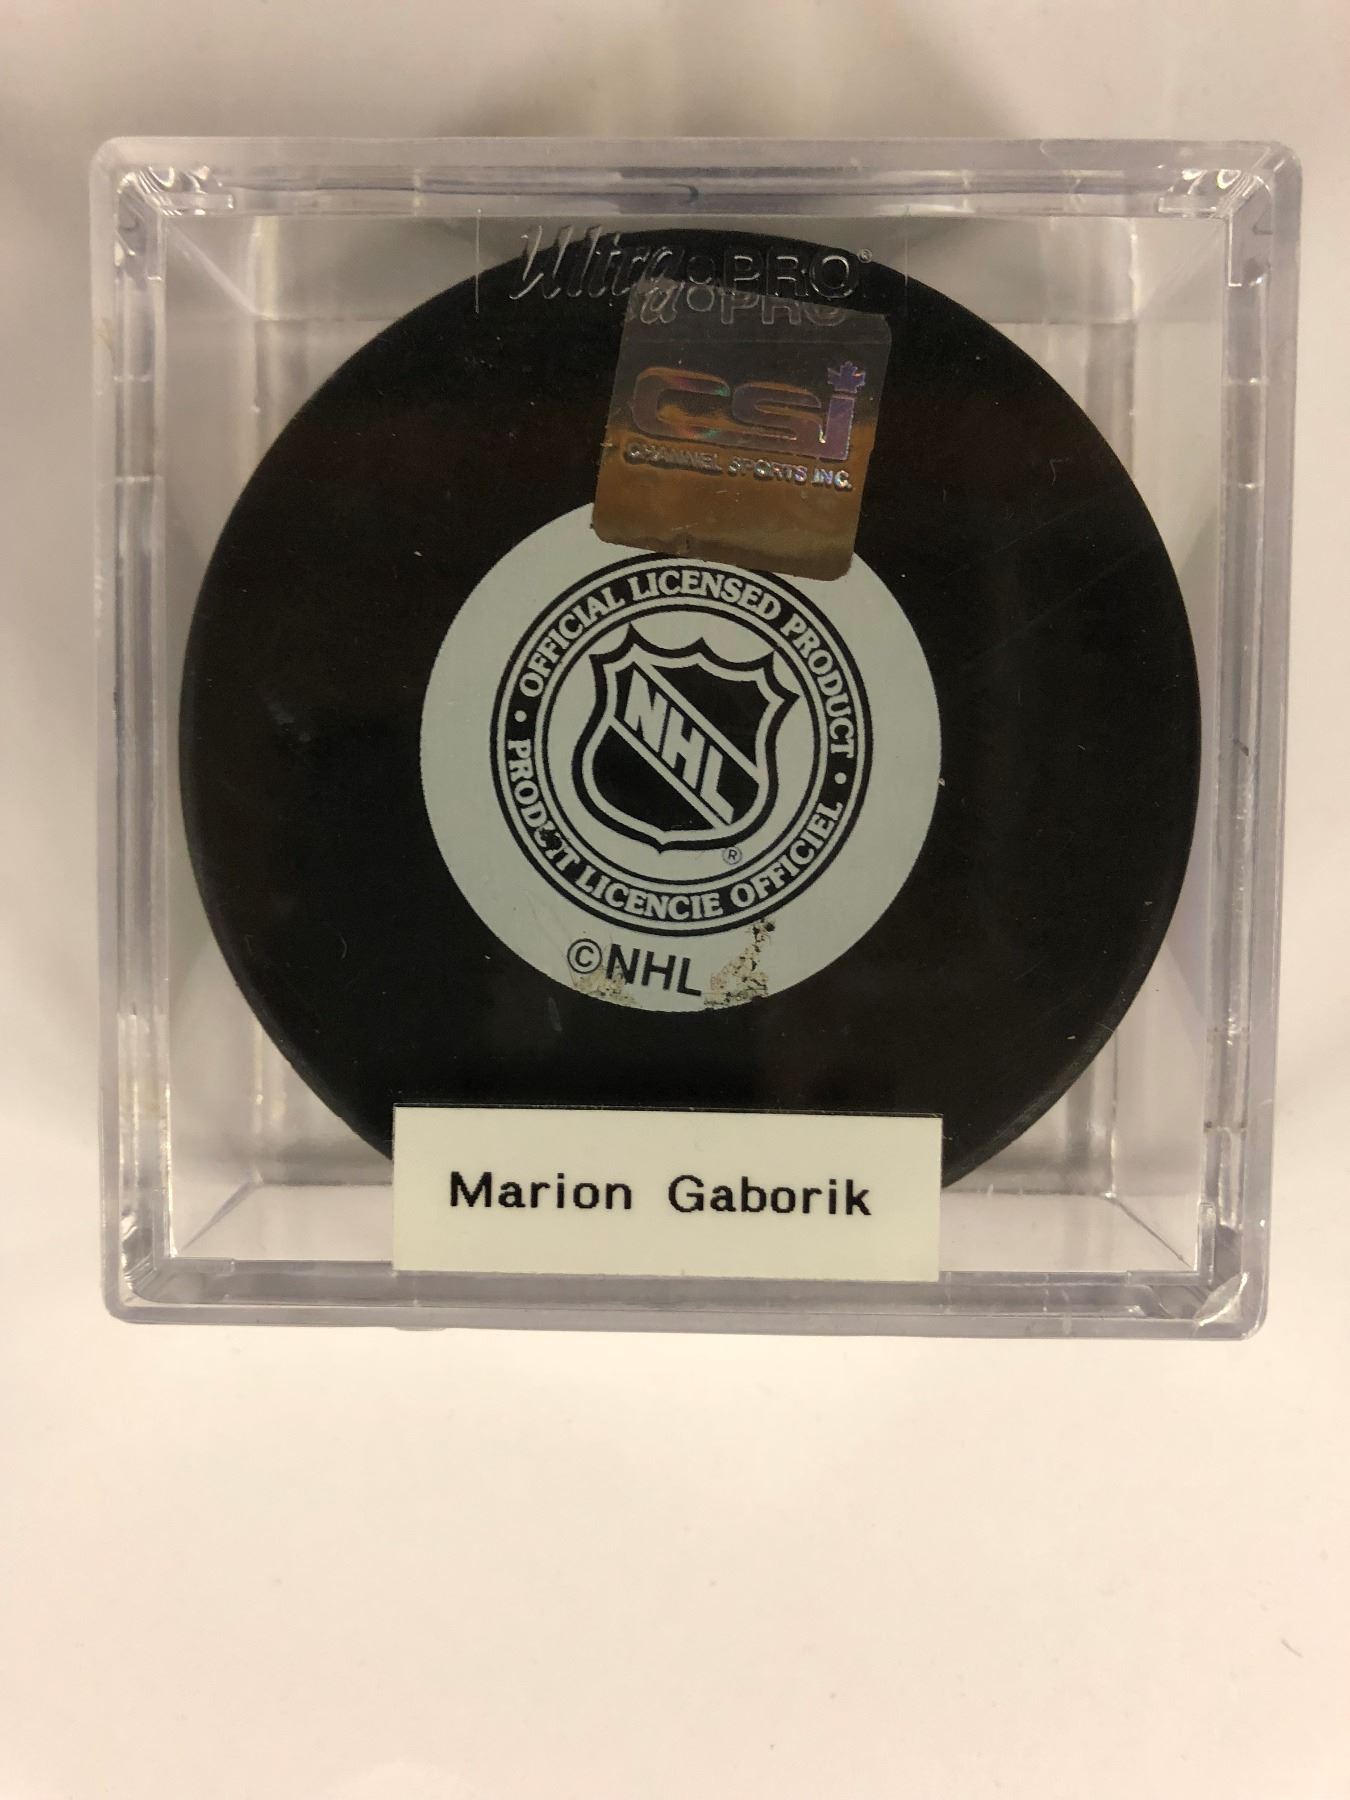 Ultra•PRO®
CSI
CHANNEL SPORTS INC.
• OFFICIAL LICENSED PRODUCT •
NHL
®
PRODUIT LICENCIE OFFICIEL
©NHL
Marion Gaborik